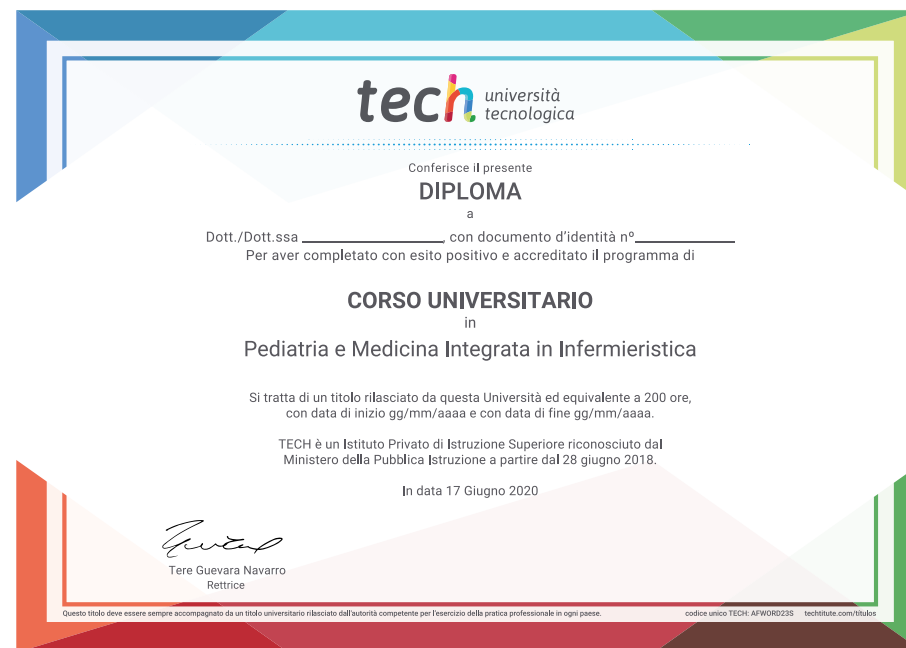 tech università
tecnologica
Conferisce il presente
DIPLOMA
a
Dott./Dott.ssa ____________________, con documento d'identità nº______________
Per aver completato con esito positivo e accreditato il programma di
CORSO UNIVERSITARIO
in
Pediatria e Medicina Integrata in Infermieristica
Si tratta di un titolo rilasciato da questa Università ed equivalente a 200 ore,
con data di inizio gg/mm/aaaa e con data di fine gg/mm/aaaa.
TECH è un Istituto Privato di Istruzione Superiore riconosciuto dal
Ministero della Pubblica Istruzione a partire dal 28 giugno 2018.
In data 17 Giugno 2020
Tere Guevara Navarro
Rettrice
Questo titolo deve essere sempre accompagnato da un titolo universitario rilasciato dall'autorità competente per l'esercizio della pratica professionale in ogni paese. codice unico TECH: AFWORD23S techtitute.com/títulos